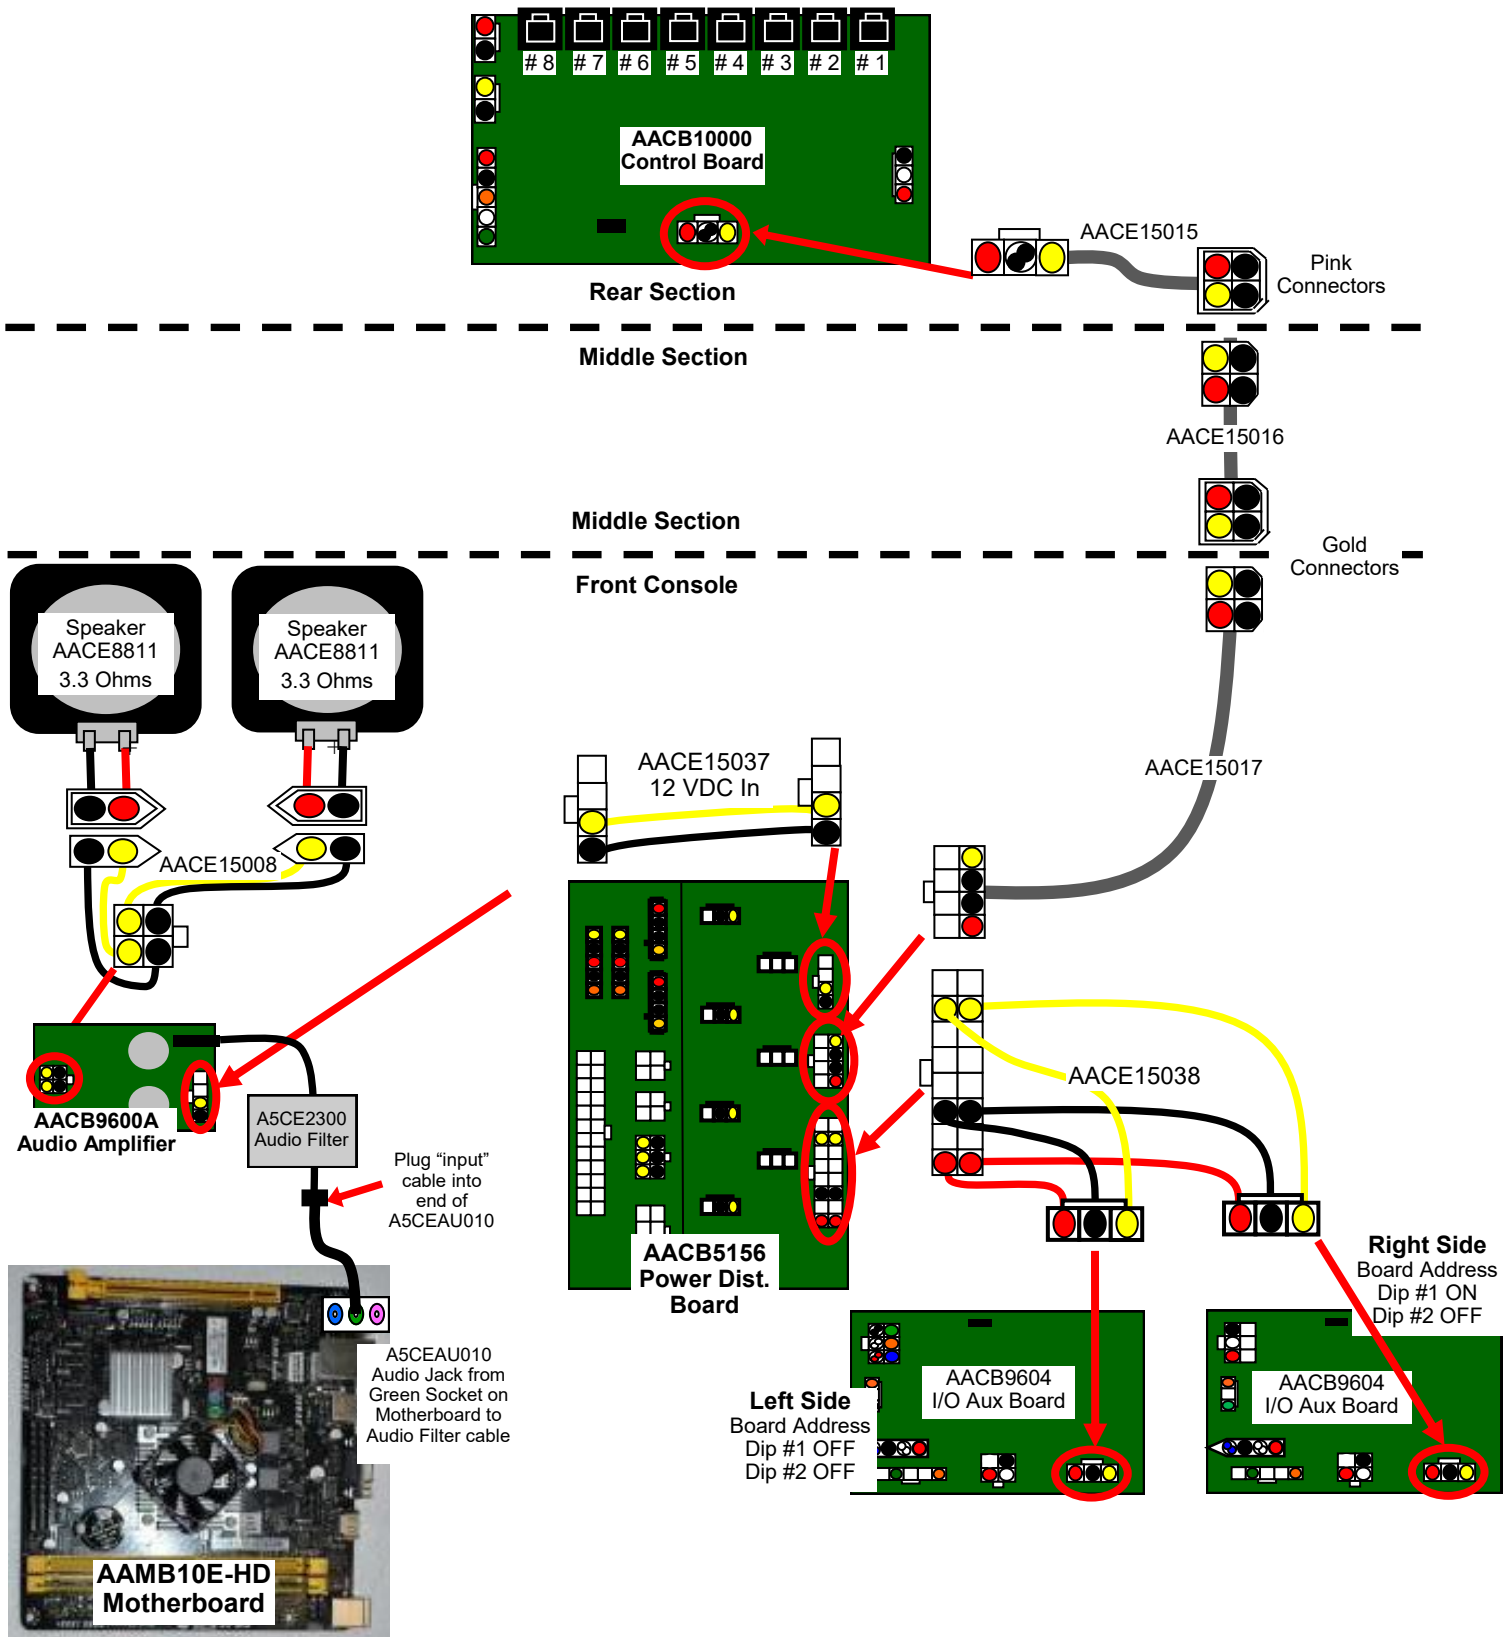 # 8 # 7 # 6 # 5 # 4 # 3 # 2 # 1
AACB10000
Control Board
AACE15015
Pink
Connectors
Rear Section
Middle Section
AACE15016
Middle Section
Gold
Connectors
Front Console
Speaker
AACE8811
3.3 Ohms
Speaker
AACE8811
3.3 Ohms
AACE15037
12 VDC In
AACE15017
AACE15008
AACE15038
AACB9600A
Audio Amplifier
A5CE2300
Audio Filter
Plug “input”
cable into
end of
A5CEAU010
AACB5156
Power Dist.
Board
Right Side
Board Address
Dip #1 ON
Dip #2 OFF
A5CEAU010
Audio Jack from
Green Socket on
Motherboard to
Audio Filter cable
Left Side
Board Address
Dip #1 OFF
Dip #2 OFF
AACB9604
I/O Aux Board
AACB9604
I/O Aux Board
AAMB10E-HD
Motherboard